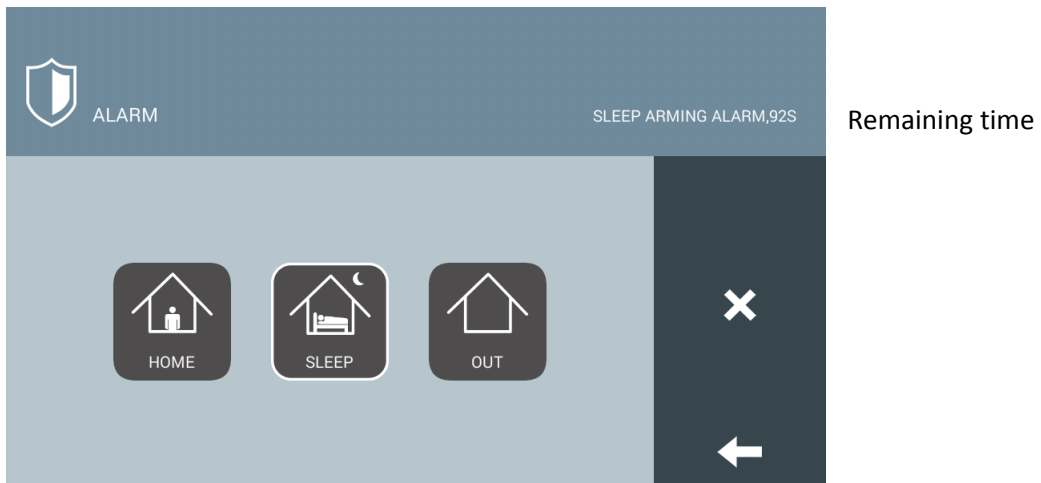 ALARM
SLEEP ARMING ALARM,92S
Remaining time
HOME
SLEEP
OUT